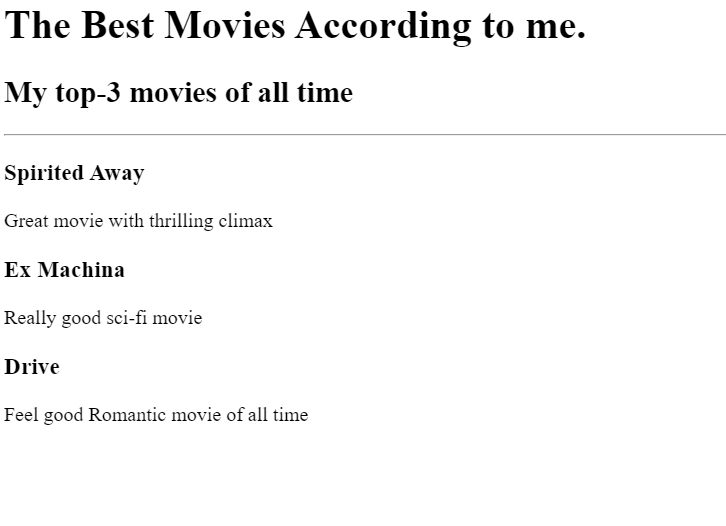 The Best Movies According to me.
My top-3 movies of all time
Spirited Away
Great movie with thrilling climax
Ex Machina
Really good sci-fi movie
Drive
Feel good Romantic movie of all time